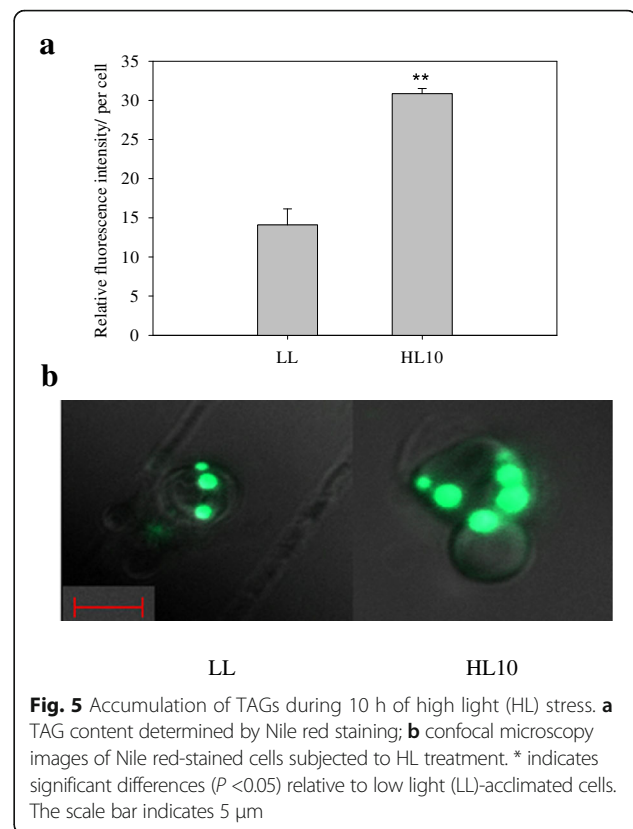 a
35
30
25
20
15
10
5
0
Relative fluorescence intensity/ per cell
**
LL HL10
b
LL HL10
Fig. 5 Accumulation of TAGs during 10 h of high light (HL) stress. a
TAG content determined by Nile red staining; b confocal microscopy
images of Nile red-stained cells subjected to HL treatment. * indicates
significant differences (P <0.05) relative to low light (LL)-acclimated cells.
The scale bar indicates 5 μm